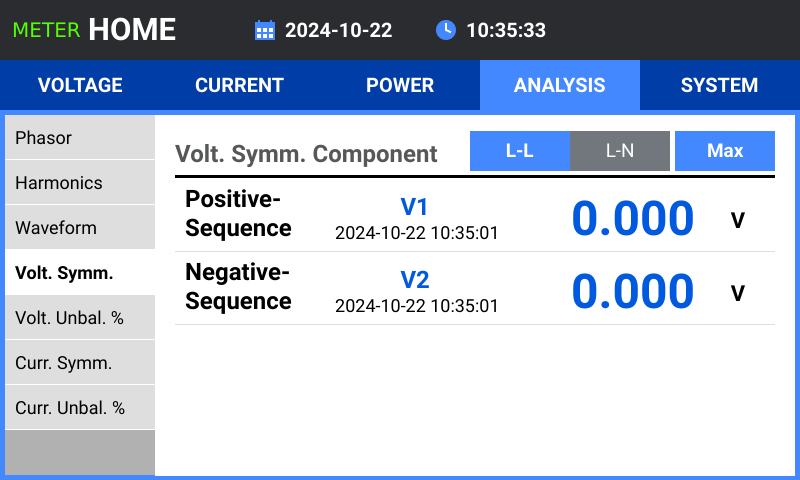 METER HOME 2024-10-22 10:35:33
VOLTAGE CURRENT POWER ANALYSIS SYSTEM
Phasor
Harmonics
Waveform
Volt. Symm.
Volt. Unbal. %
Curr. Symm.
Curr. Unbal. %
Volt. Symm. Component L-L L-N Max
Positive-
Sequence
V1
2024-10-22 10:35:01
0.000 V
Negative-
Sequence
V2
2024-10-22 10:35:01
0.000 V